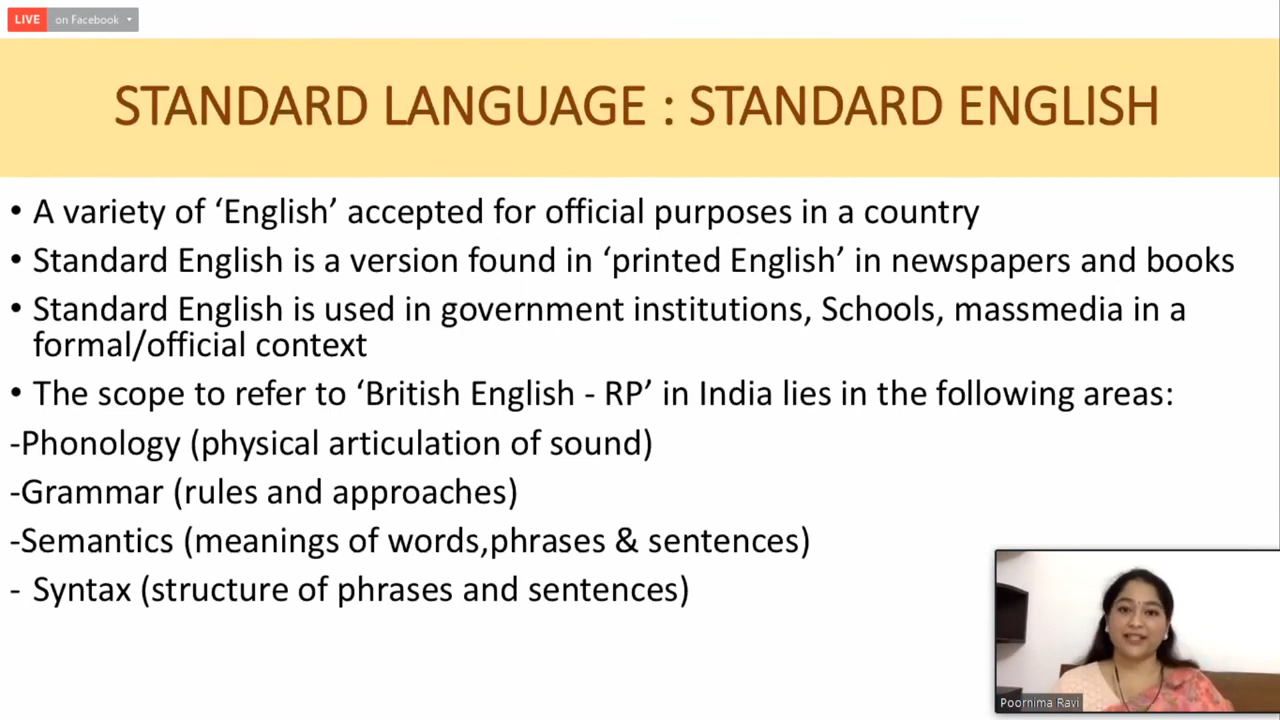 LIVE on Facebook
STANDARD LANGUAGE : STANDARD ENGLISH
• A variety of ‘English’ accepted for official purposes in a country
• Standard English is a version found in ‘printed English’ in newspapers and books
• Standard English is used in government institutions, Schools, massmedia in a
formal/official context
• The scope to refer to ‘British English - RP’ in India lies in the following areas:
-Phonology (physical articulation of sound)
-Grammar (rules and approaches)
-Semantics (meanings of words,phrases & sentences)
- Syntax (structure of phrases and sentences)
Poornima Ravi